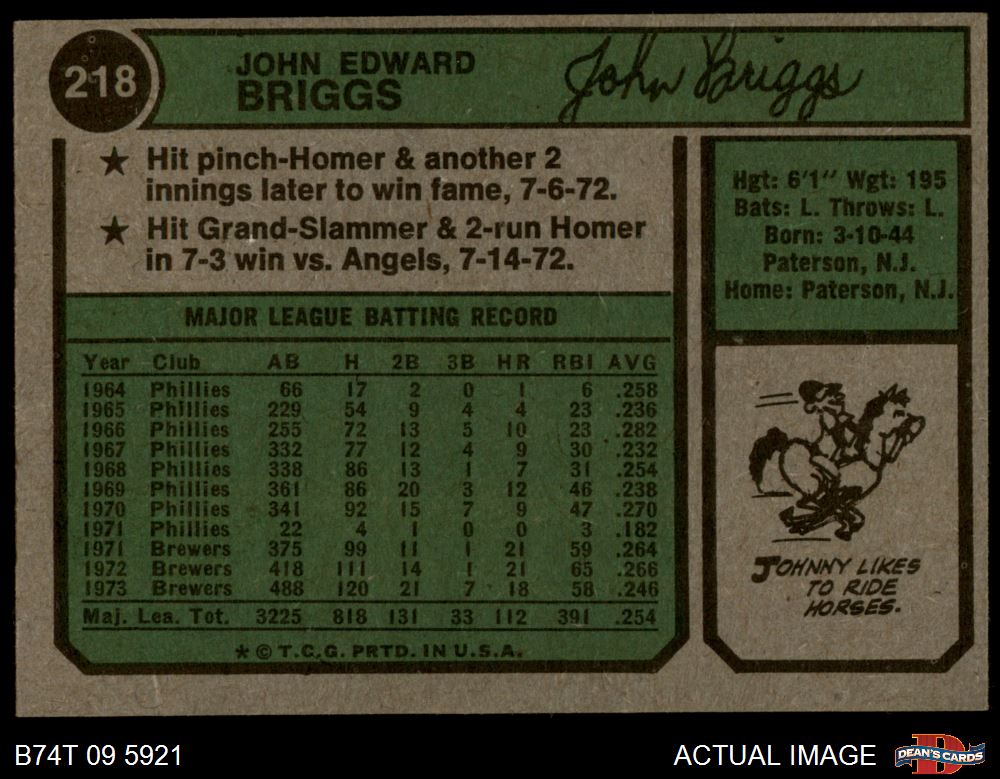 218
JOHN EDWARD
BRIGGS
John Briggs
★ Hit pinch-Homer & another 2
innings later to win fame, 7-6-72.
★ Hit Grand-Slammer & 2-run Homer
in 7-3 win vs. Angels, 7-14-72.
MAJOR LEAGUE BATTING RECORD
Year Club AB H 2B 3B HR RBI AVG
1964 Phillies 66 17 2 0 1 6 .258
1965 Phillies 229 54 9 4 4 23 .236
1966 Phillies 255 72 13 5 10 23 .282
1967 Phillies 332 77 12 4 9 30 .232
1968 Phillies 338 86 13 1 7 31 .254
1969 Phillies 361 86 20 3 12 46 .238
1970 Phillies 341 92 15 7 9 47 .270
1971 Phillies 22 4 1 0 0 3 .182
1971 Brewers 375 99 11 1 21 59 .264
1972 Brewers 418 111 14 1 21 65 .266
1973 Brewers 488 120 21 7 18 58 .246
Maj. Lea. Tot. 3225 818 131 33 112 391 .254
* © T.C.G. PRTD. IN U.S.A.
Hgt: 6'1" Wgt: 195
Bats: L. Throws: L.
Born: 3-10-44
Paterson, N.J.
Home: Paterson, N.J.
JOHNNY LIKES
TO RIDE
HORSES.
B74T 09 5921
ACTUAL IMAGE
D
DEAN'S CARDS